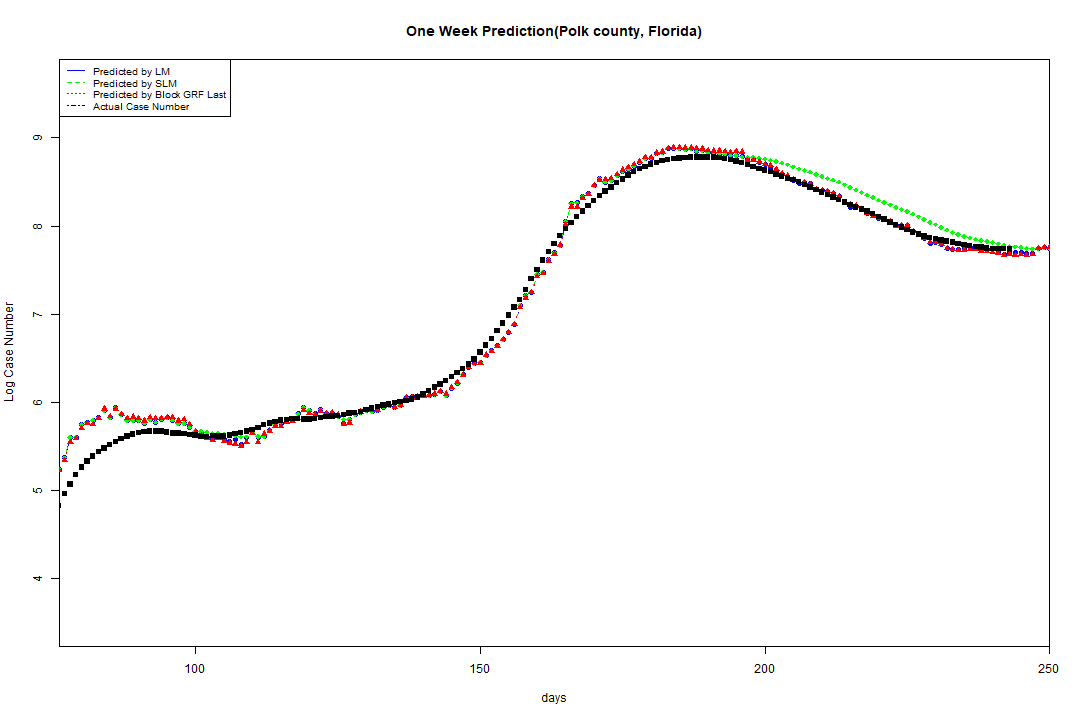 One Week Prediction(Polk county, Florida)
Predicted by LM
Predicted by SLM
Predicted by Block GRF Last
Actual Case Number
9
8
7
6
5
4
Log Case Number
100 150 200 250
days